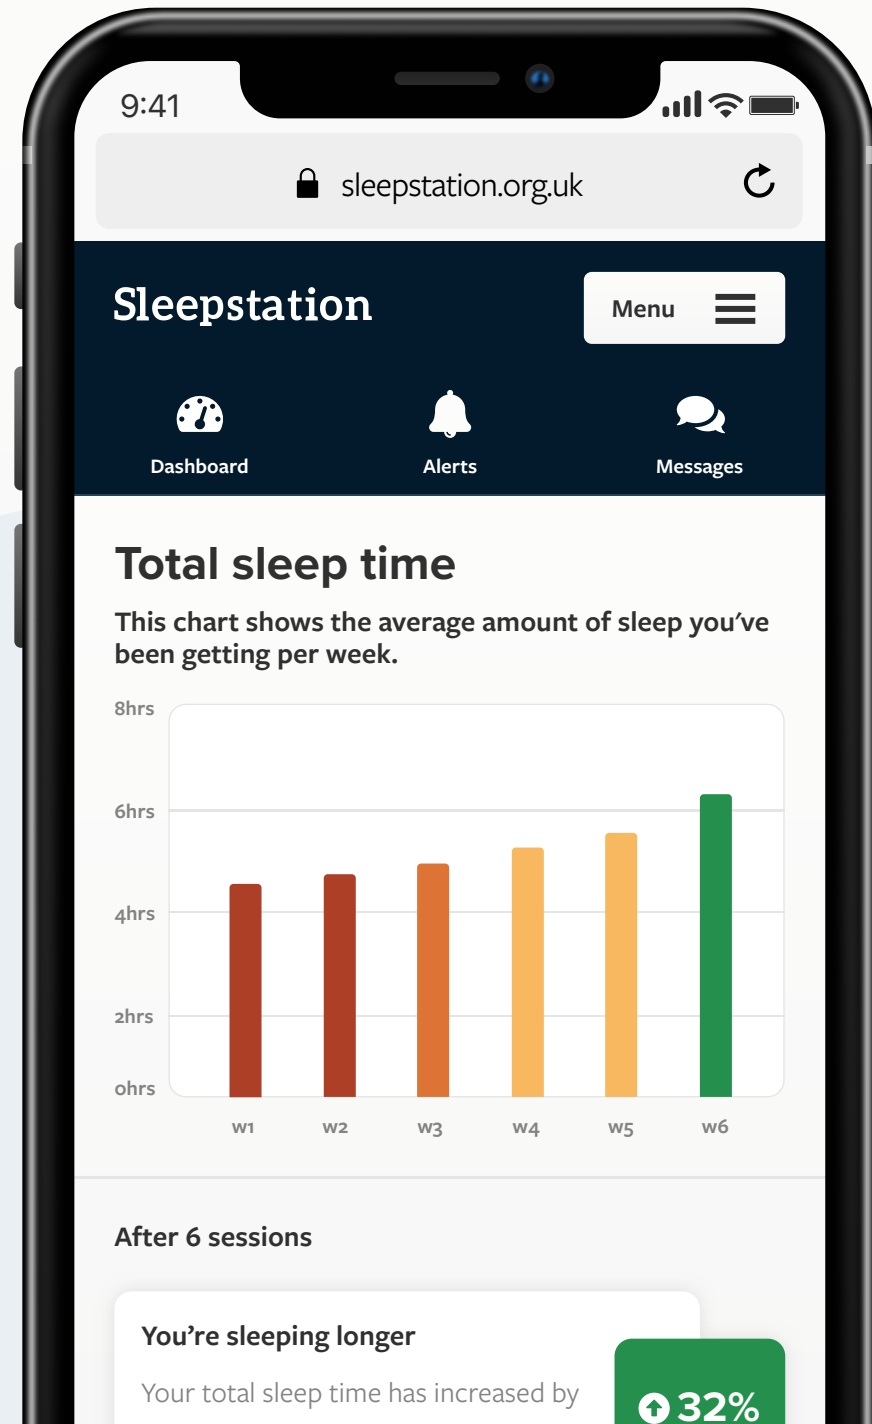 9:41
sleepstation.org.uk
Sleepstation
Menu
Dashboard Alerts Messages
Total sleep time
This chart shows the average amount of sleep you've
been getting per week.
8hrs
6hrs
4hrs
2hrs
0hrs
w1 w2 w3 w4 w5 w6
After 6 sessions
You’re sleeping longer
Your total sleep time has increased by
32%